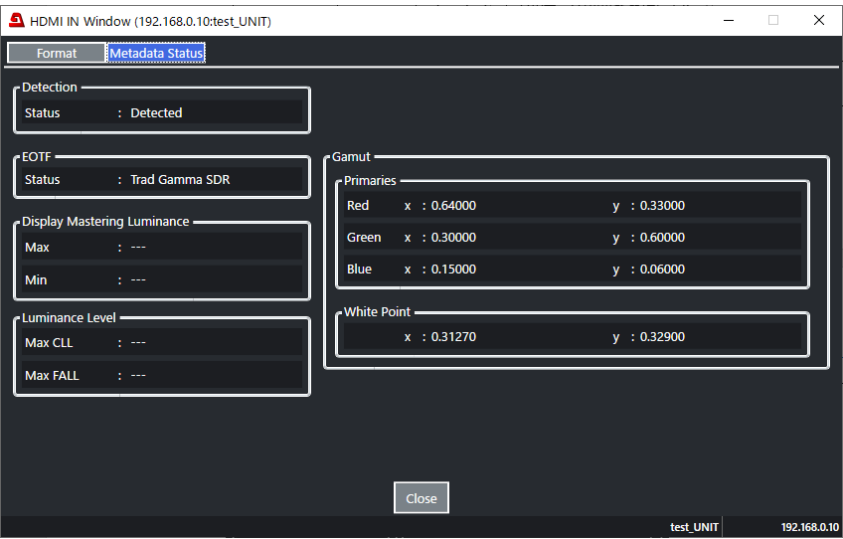 HDMI IN Window (192.168.0.10:test_UNIT)
Format Metadata Status
Detection
Status : Detected
EOTF
Status : Trad Gamma SDR
Display Mastering Luminance
Max : ---
Min : ---
Luminance Level
Max CLL : ---
Max FALL : ---
Gamut
Primaries
Red x : 0.64000 y : 0.33000
Green x : 0.30000 y : 0.60000
Blue x : 0.15000 y : 0.06000
White Point
x : 0.31270 y : 0.32900
Close
test_UNIT 192.168.0.10